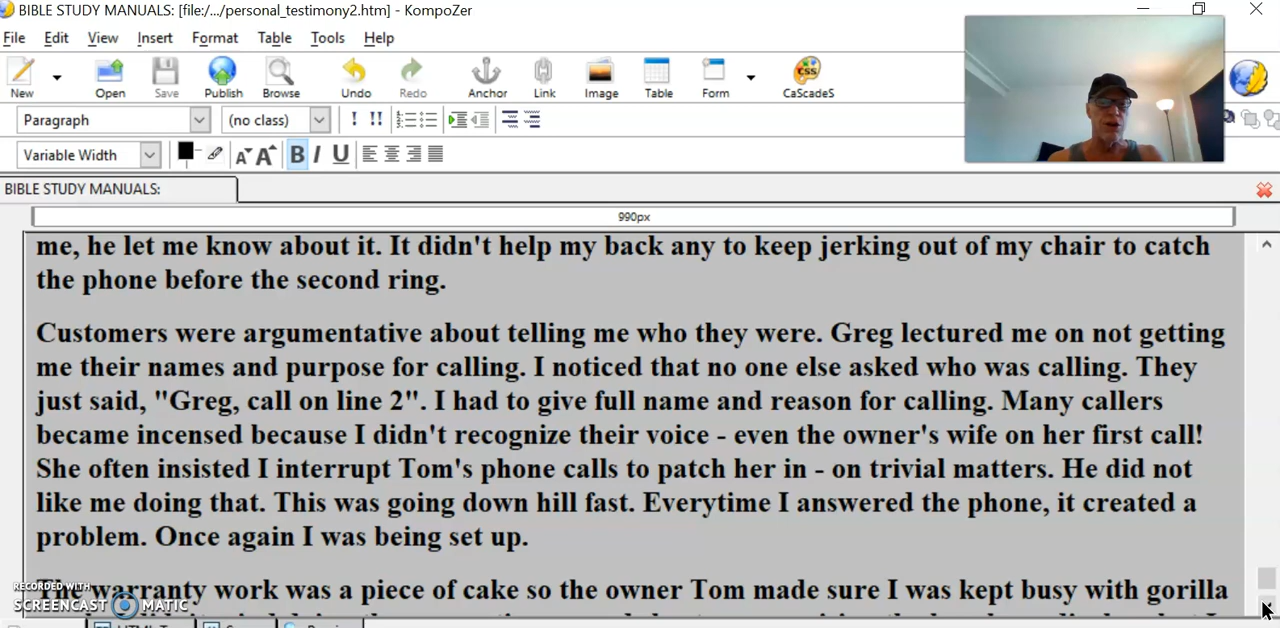 BIBLE STUDY MANUALS: [file:/.../personal_testimony2.htm] - KompoZer
File Edit View Insert Format Table Tools Help
New Open Save Publish Browse Undo Redo Anchor Link Image Table Form CaScadeS
Paragraph (no class) ! !!
Variable Width A A B I U
BIBLE STUDY MANUALS:
990px
me, he let me know about it. It didn't help my back any to keep jerking out of my chair to catch
the phone before the second ring.
Customers were argumentative about telling me who they were. Greg lectured me on not getting
me their names and purpose for calling. I noticed that no one else asked who was calling. They
just said, "Greg, call on line 2". I had to give full name and reason for calling. Many callers
became incensed because I didn't recognize their voice - even the owner's wife on her first call!
She often insisted I interrupt Tom's phone calls to patch her in - on trivial matters. He did not
like me doing that. This was going down hill fast. Everytime I answered the phone, it created a
problem. Once again I was being set up.
The warranty work was a piece of cake so the owner Tom made sure I was kept busy with gorilla
RECORDED WITH
SCREENCAST MATIC